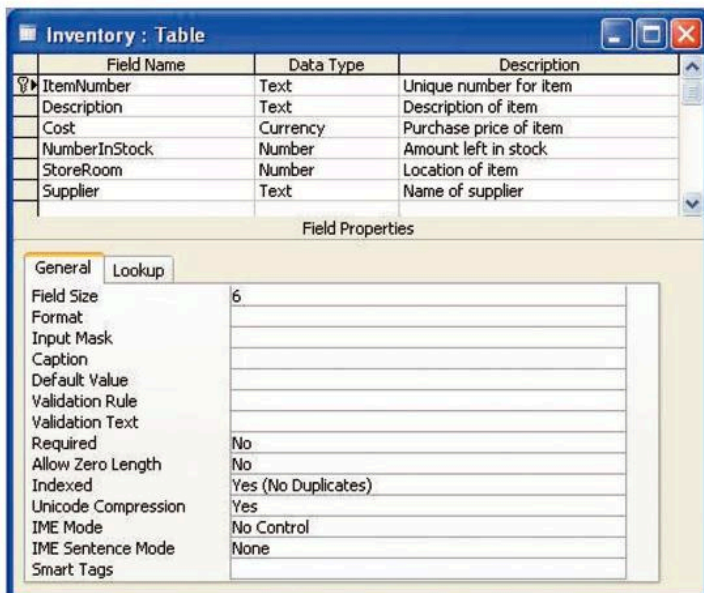 Inventory : Table
Field Name Data Type Description
ItemNumber Text Unique number for item
Description Text Description of item
Cost Currency Purchase price of item
NumberInStock Number Amount left in stock
StoreRoom Number Location of item
Supplier Text Name of supplier
Field Properties
General Lookup
Field Size 6
Format
Input Mask
Caption
Default Value
Validation Rule
Validation Text
Required No
Allow Zero Length No
Indexed Yes (No Duplicates)
Unicode Compression Yes
IME Mode No Control
IME Sentence Mode None
Smart Tags